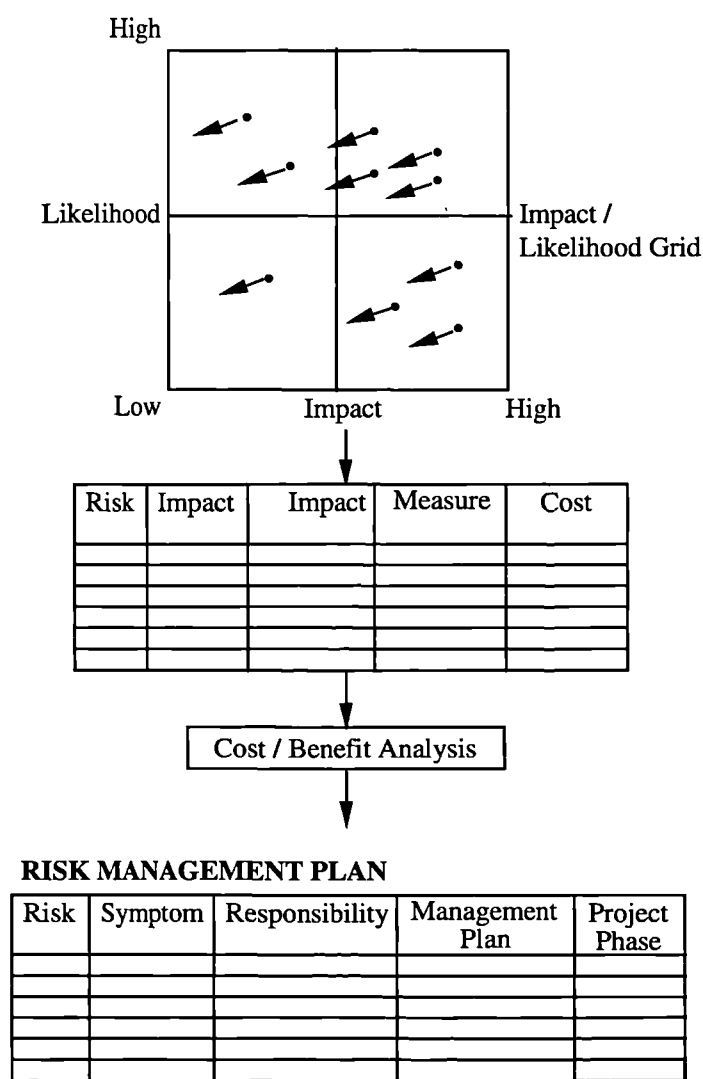 High
Likelihood
Impact /
Likelihood Grid
Low
Impact
High
Risk Impact Impact Measure Cost
Cost / Benefit Analysis
RISK MANAGEMENT PLAN
Risk Symptom Responsibility Management Project
Plan Phase